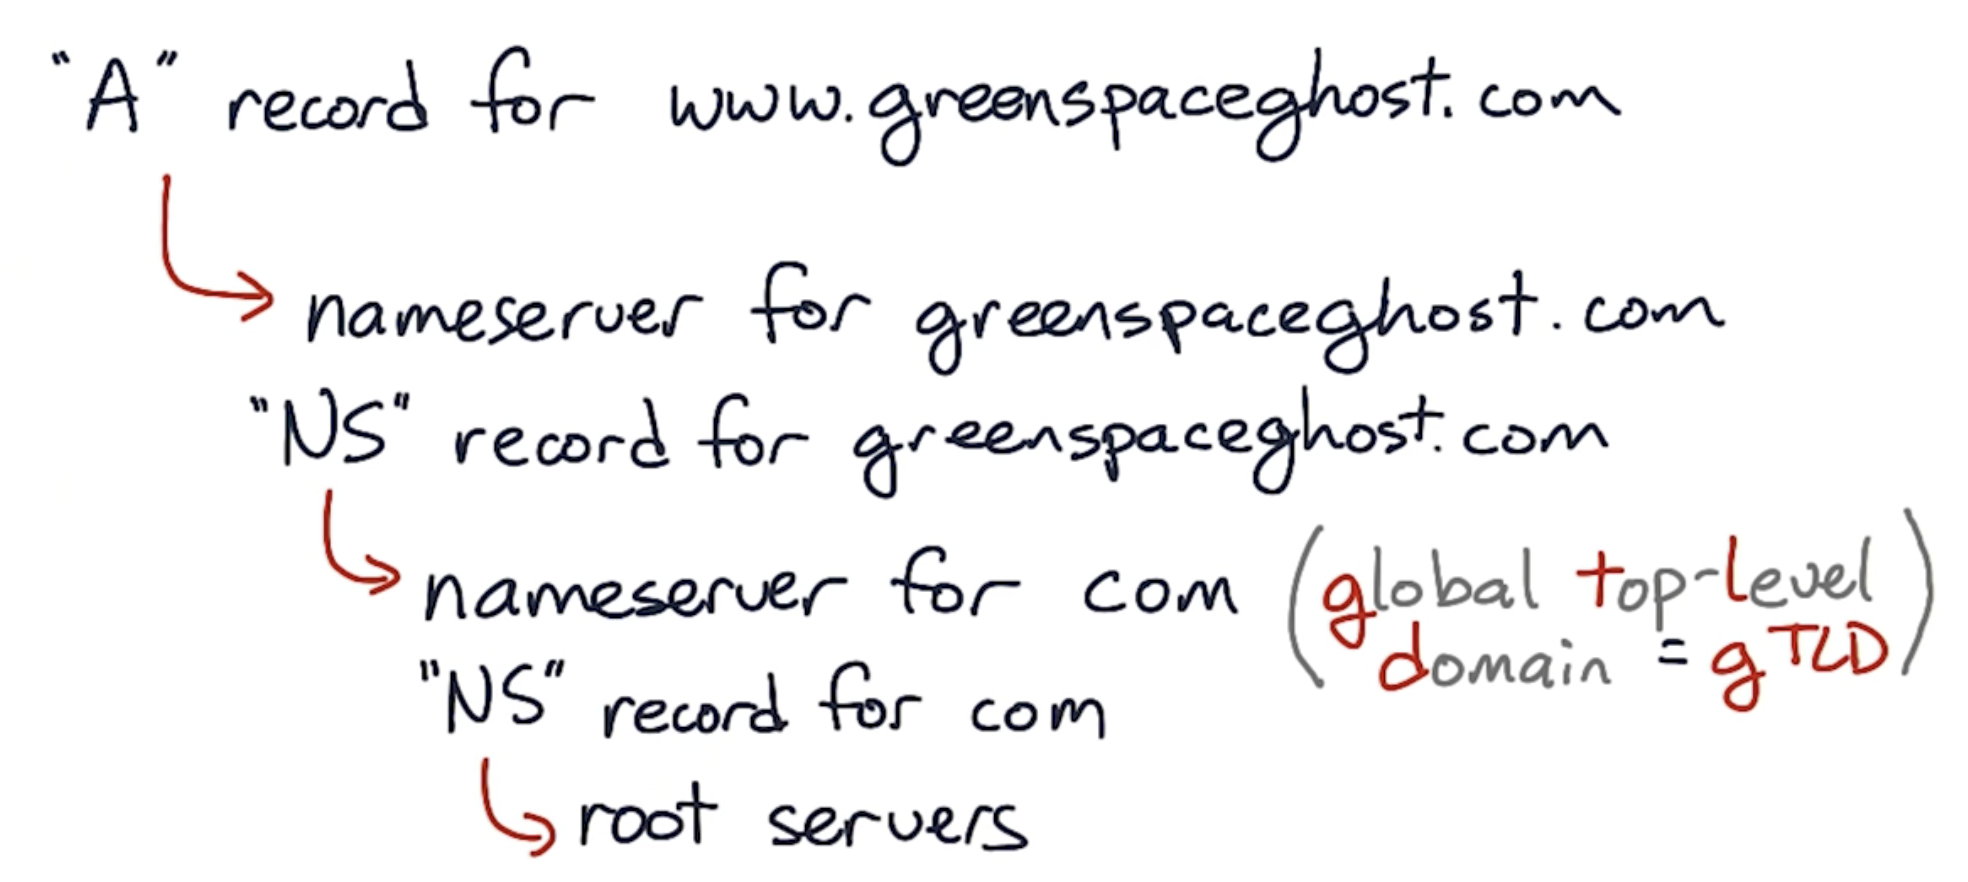 "A" record for www.greenspaceghost.com
nameserver for greenspaceghost.com
"NS" record for greenspaceghost.com
nameserver for com (global top-level
domain = gTLD)
"NS" record for com
root servers